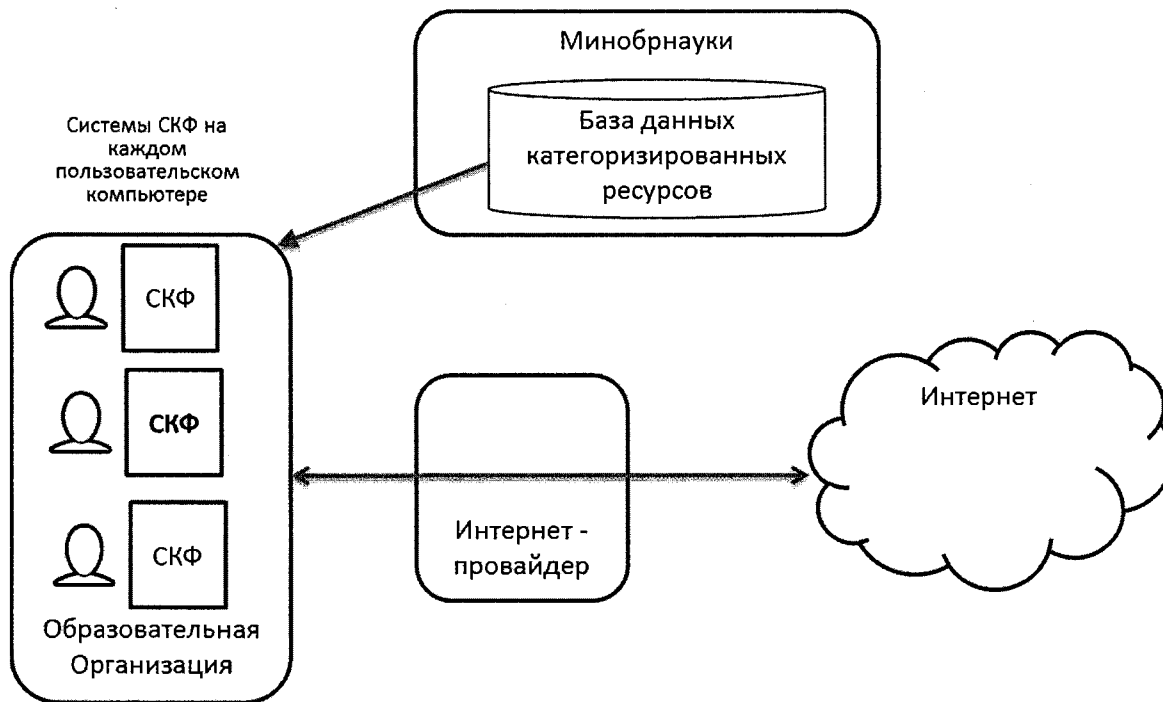 Минобрнауки
База данных
категоризированных
ресурсов
Системы СКФ на
каждом
пользовательском
компьютере
СКФ
СКФ
СКФ
Образовательная
Организация
Интернет -
провайдер
Интернет